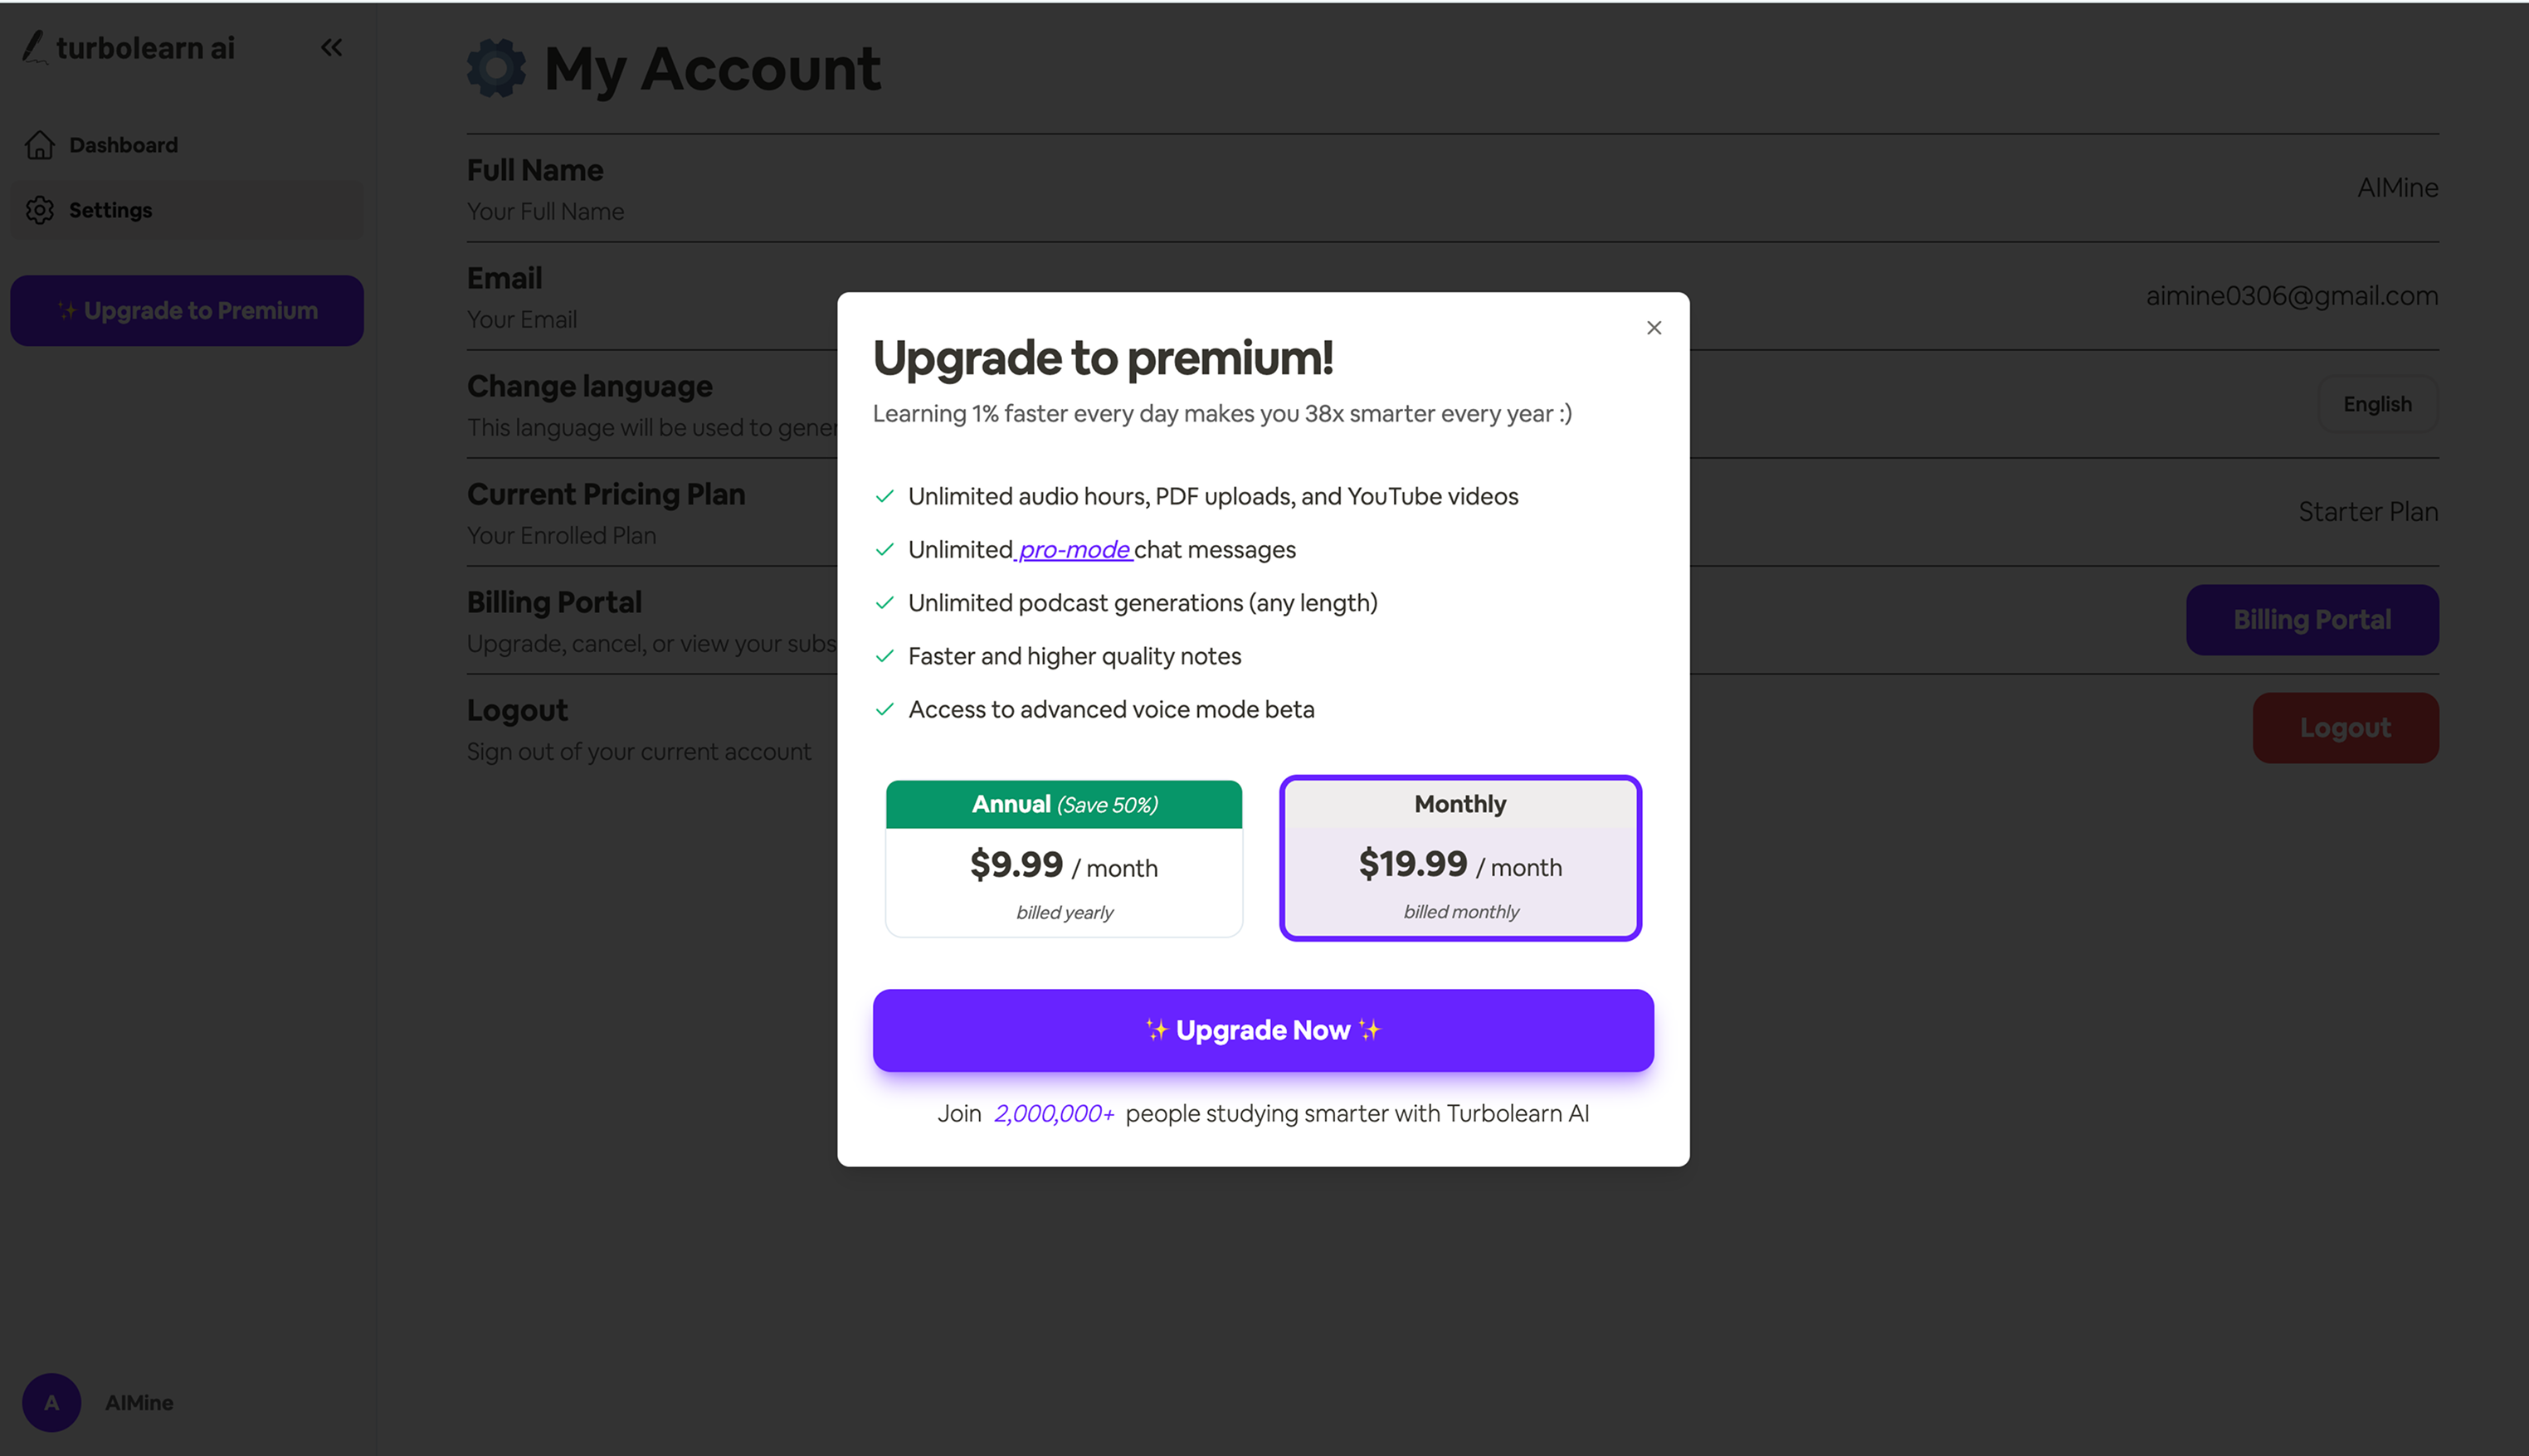 turbolearn ai
Dashboard
Settings
✨ Upgrade to Premium
A
AIMine
My Account
Full Name
Your Full Name
AIMine
Email
Your Email
aimine0306@gmail.com
Change language
This language will be used to gener
English
Current Pricing Plan
Your Enrolled Plan
Starter Plan
Billing Portal
Upgrade, cancel, or view your subs
Billing Portal
Logout
Sign out of your current account
Logout
Upgrade to premium!
Learning 1% faster every day makes you 38x smarter every year :)
Unlimited audio hours, PDF uploads, and YouTube videos
Unlimited pro-mode chat messages
Unlimited podcast generations (any length)
Faster and higher quality notes
Access to advanced voice mode beta
Annual (Save 50%)
$9.99 / month
billed yearly
Monthly
$19.99 / month
billed monthly
✨ Upgrade Now ✨
Join 2,000,000+ people studying smarter with Turbolearn AI